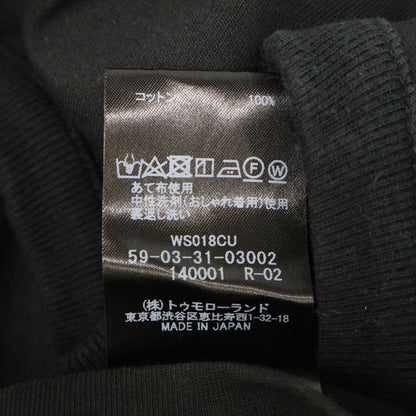 コットン 100%
あて布使用
中性洗剤(おしゃれ着用)使用
裏返し洗い
WS018CU
59-03-31-03002
140001 R-02
(株)トゥモローランド
東京都渋谷区恵比寿西1-32-18
MADE IN JAPAN